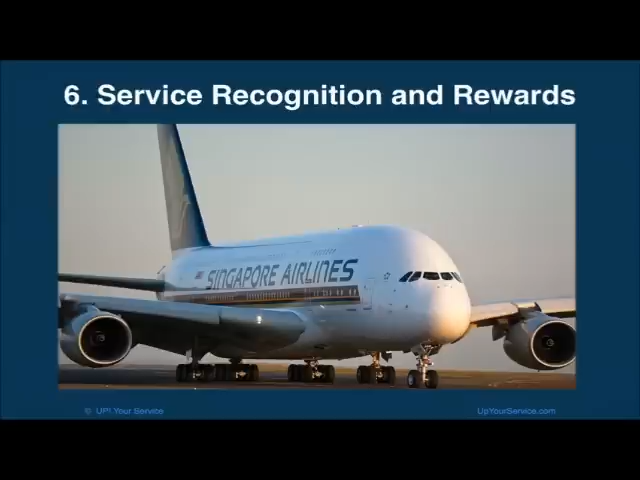 6. Service Recognition and Rewards
SINGAPORE AIRLINES
© UP! Your Service
UpYourService.com